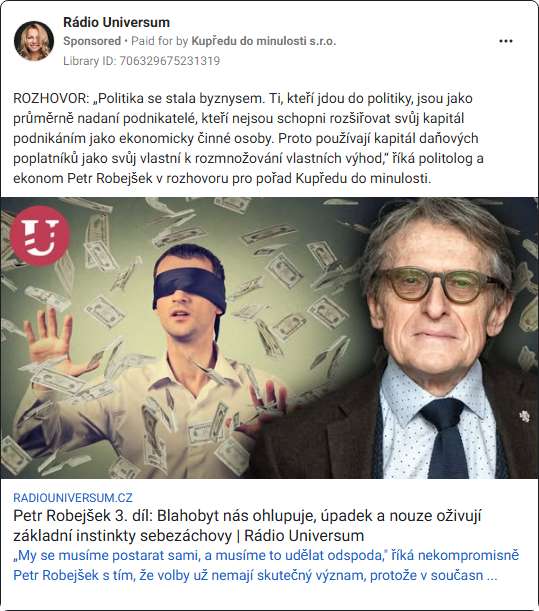 Rádio Universum
Sponsored • Paid for by Kupředu do minulosti s.r.o.
Library ID: 706329675231319
ROZHOVOR: „Politika se stala byznysem. Ti, kteří jdou do politiky, jsou jako
průměrně nadaní podnikatelé, kteří nejsou schopni rozšiřovat svůj kapitál
podnikáním jako ekonomicky činné osoby. Proto používají kapitál daňových
poplatníků jako svůj vlastní k rozmnožování vlastních výhod,“ říká politolog a
ekonom Petr Robejšek v rozhovoru pro pořad Kupředu do minulosti.
U
RADIOUNIVERSUM.CZ
Petr Robejšek 3. díl: Blahobyt nás ohlupuje, úpadek a nouze oživují
základní instinkty sebezáchovy | Rádio Universum
„My se musíme postarat sami, a musíme to udělat odspoda," říká nekompromisně
Petr Robejšek s tím, že volby už nemají skutečný význam, protože v současn ...